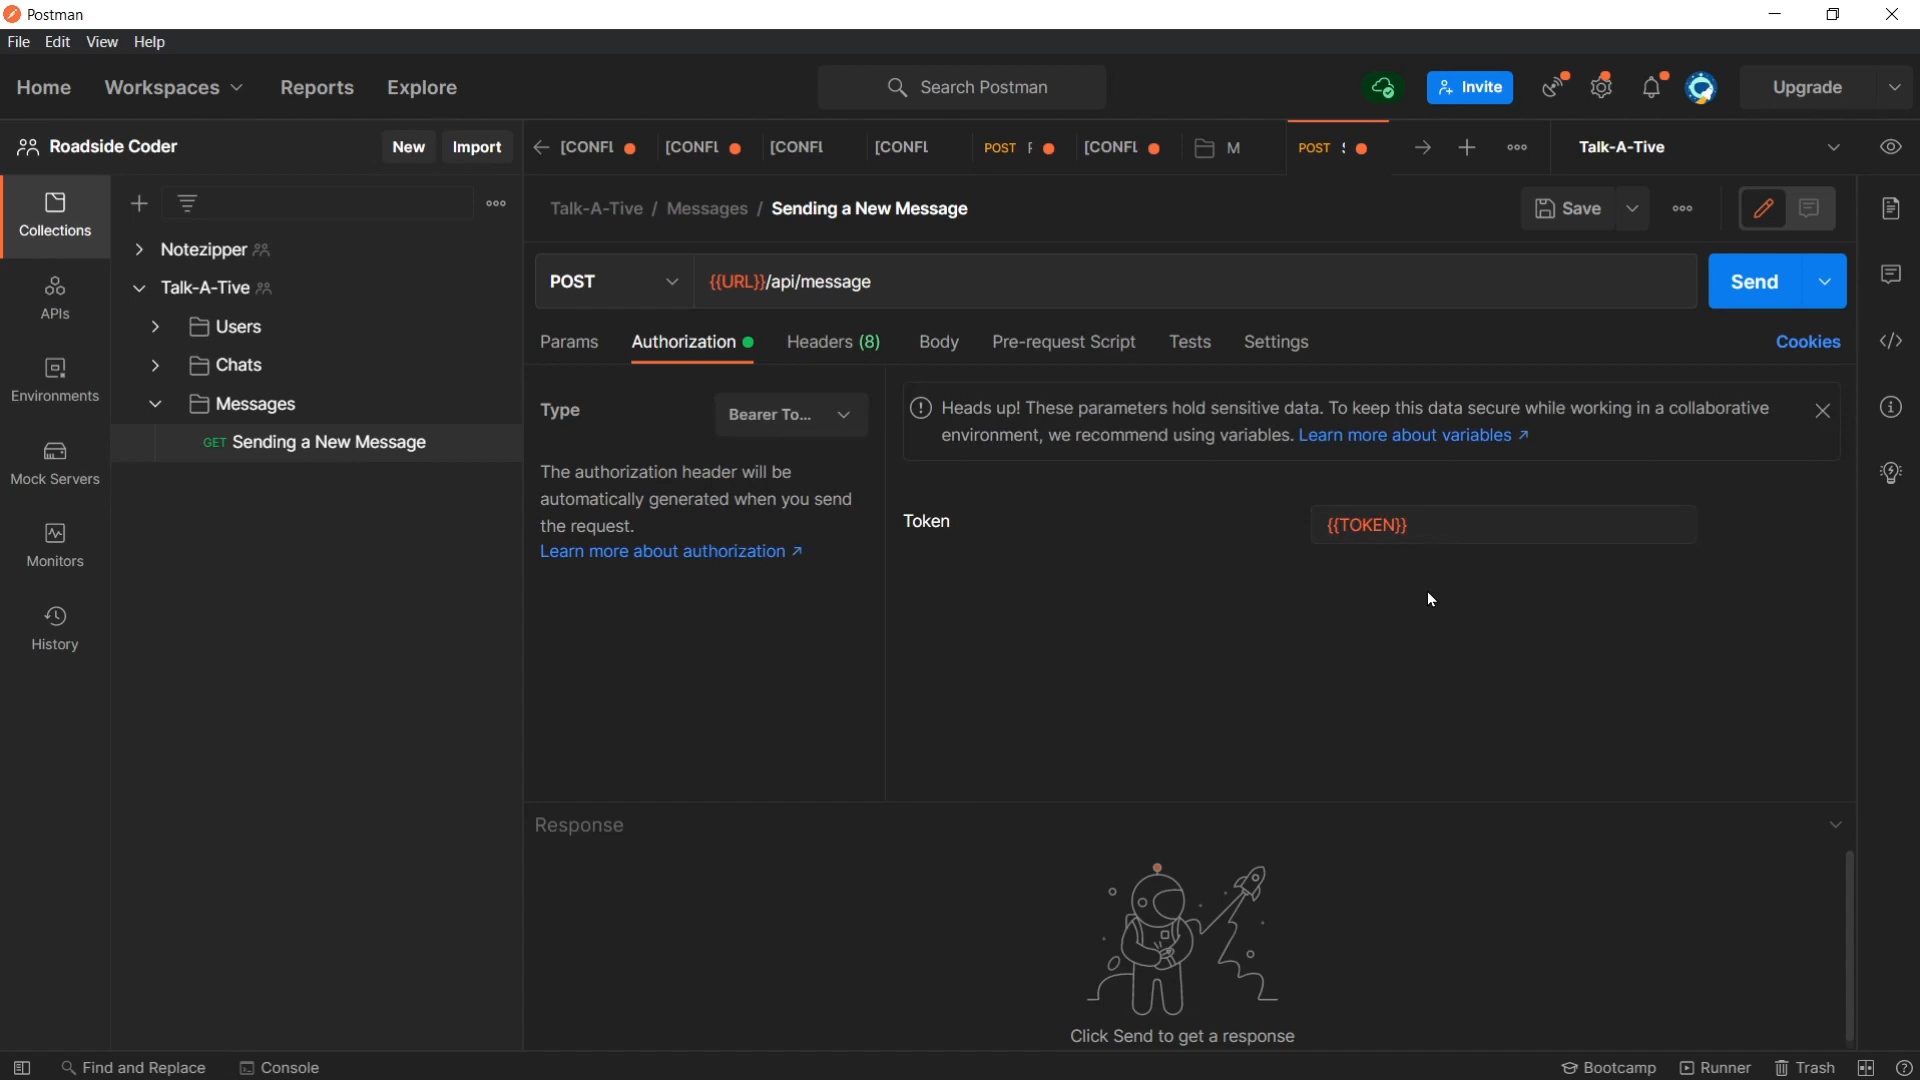 Postman
File Edit View Help
Home Workspaces Reports Explore Search Postman Invite Upgrade
Roadside Coder New Import [CONFL [CONFL [CONFL [CONFL POST [CONFL M POST Talk-A-Tive
Collections
APIs
Environments
Mock Servers
Monitors
History
Notezipper
Talk-A-Tive
Users
Chats
Messages
GET Sending a New Message
Talk-A-Tive / Messages / Sending a New Message Save
POST {{URL}}/api/message Send
Params Authorization Headers (8) Body Pre-request Script Tests Settings Cookies
Type Bearer To...
The authorization header will be
automatically generated when you send
the request.
Learn more about authorization ↗
Heads up! These parameters hold sensitive data. To keep this data secure while working in a collaborative
environment, we recommend using variables. Learn more about variables ↗
Token {{TOKEN}}
Response
Click Send to get a response
Find and Replace Console Bootcamp Runner Trash